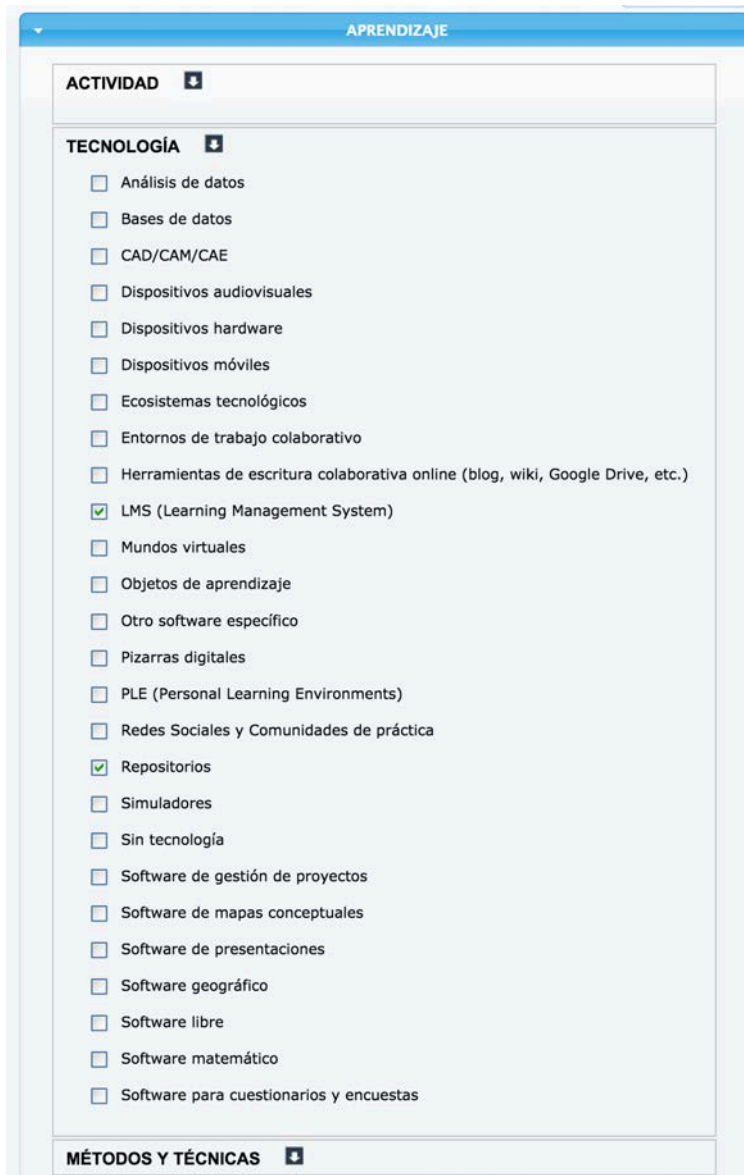 APRENDIZAJE
ACTIVIDAD
TECNOLOGÍA
Análisis de datos
Bases de datos
CAD/CAM/CAE
Dispositivos audiovisuales
Dispositivos hardware
Dispositivos móviles
Ecosistemas tecnológicos
Entornos de trabajo colaborativo
Herramientas de escritura colaborativa online (blog, wiki, Google Drive, etc.)
LMS (Learning Management System)
Mundos virtuales
Objetos de aprendizaje
Otro software específico
Pizarras digitales
PLE (Personal Learning Environments)
Redes Sociales y Comunidades de práctica
Repositorios
Simuladores
Sin tecnología
Software de gestión de proyectos
Software de mapas conceptuales
Software de presentaciones
Software geográfico
Software libre
Software matemático
Software para cuestionarios y encuestas
MÉTODOS Y TÉCNICAS